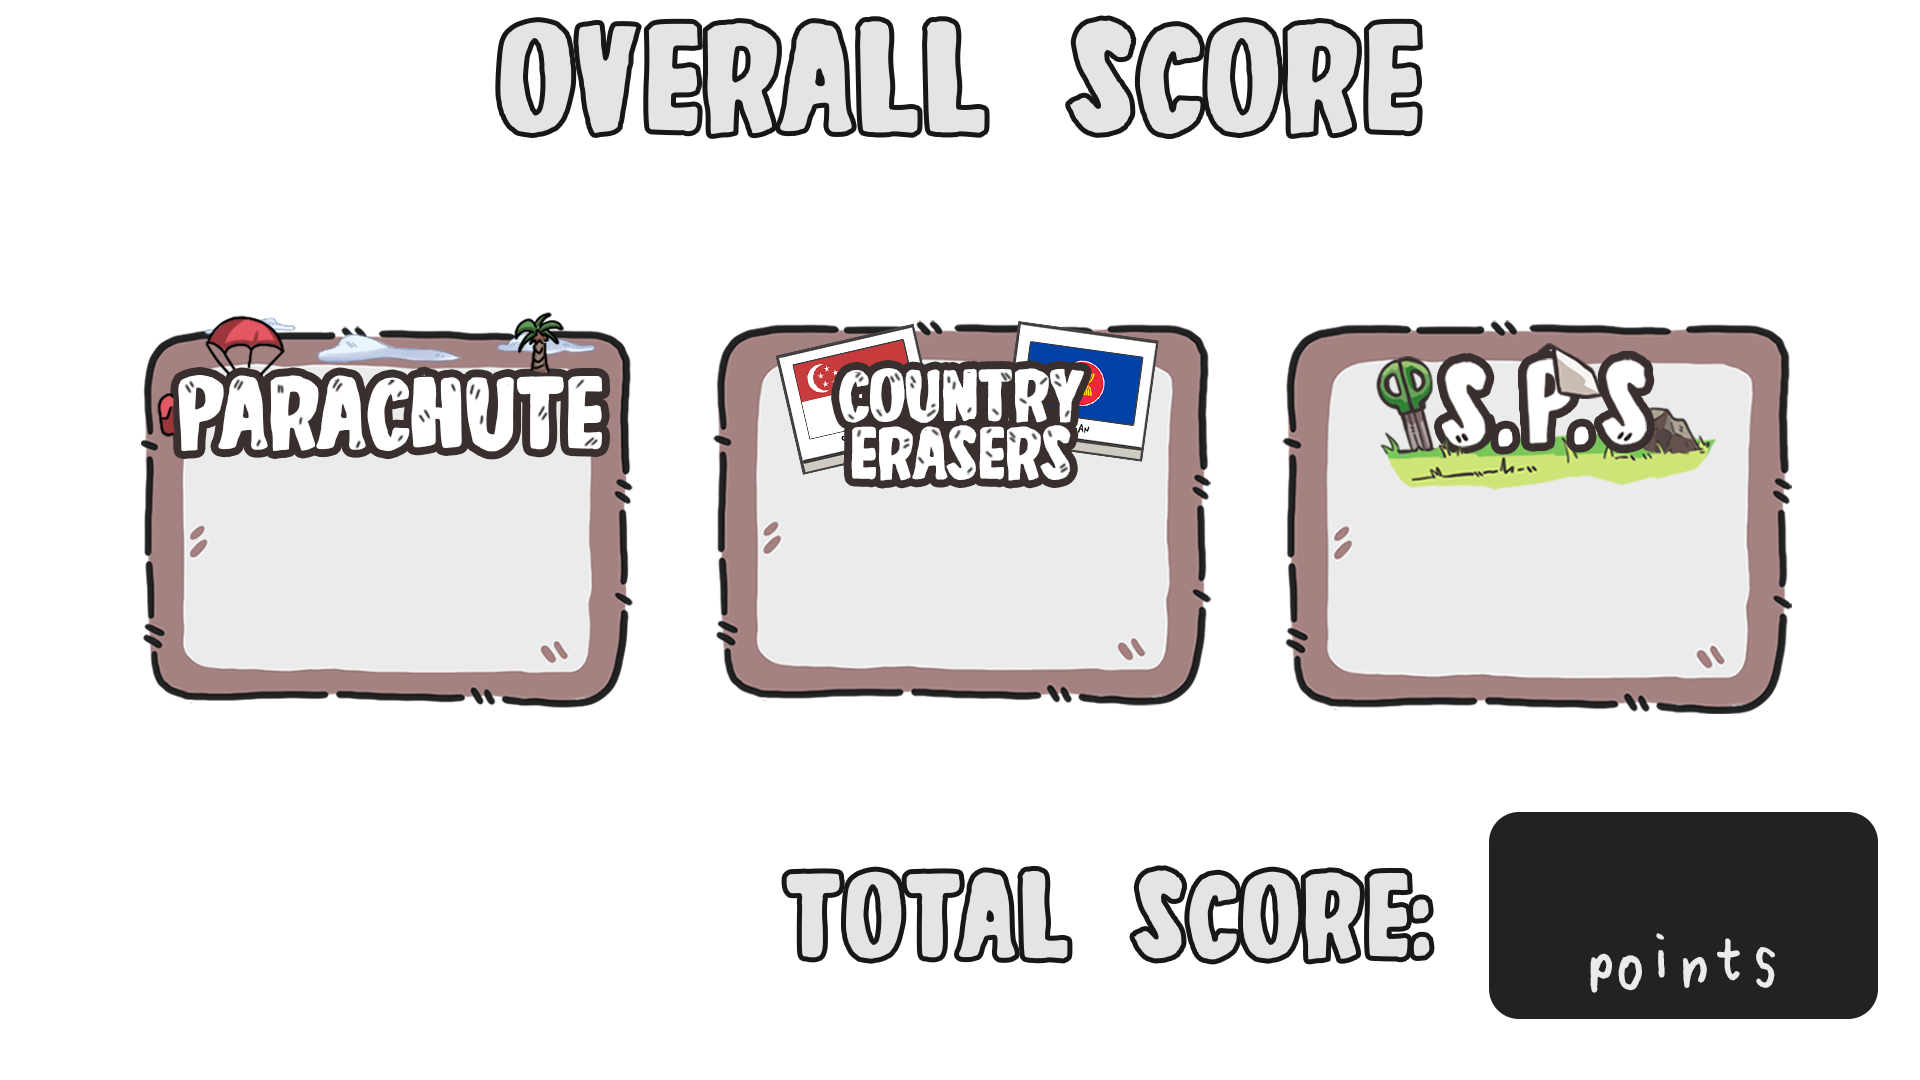 OVERALL SCORE
PARACHUTE
COUNTRY
ERASERS
S.P.S
TOTAL SCORE:
points